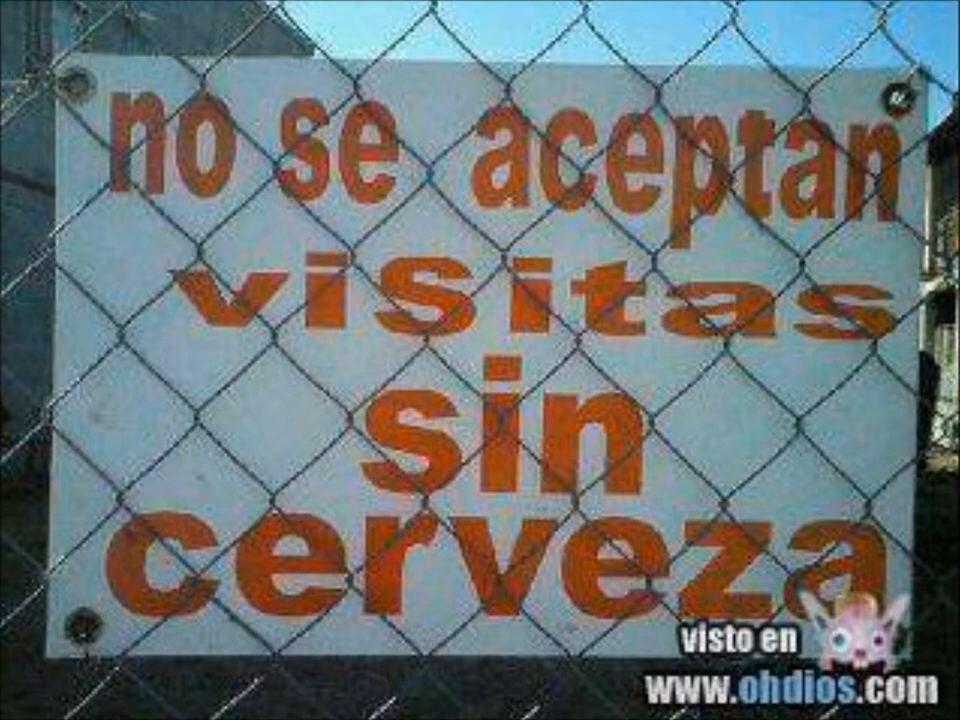 no se aceptan
viSitas
sin
cerveza
visto en
www.ohdios.com